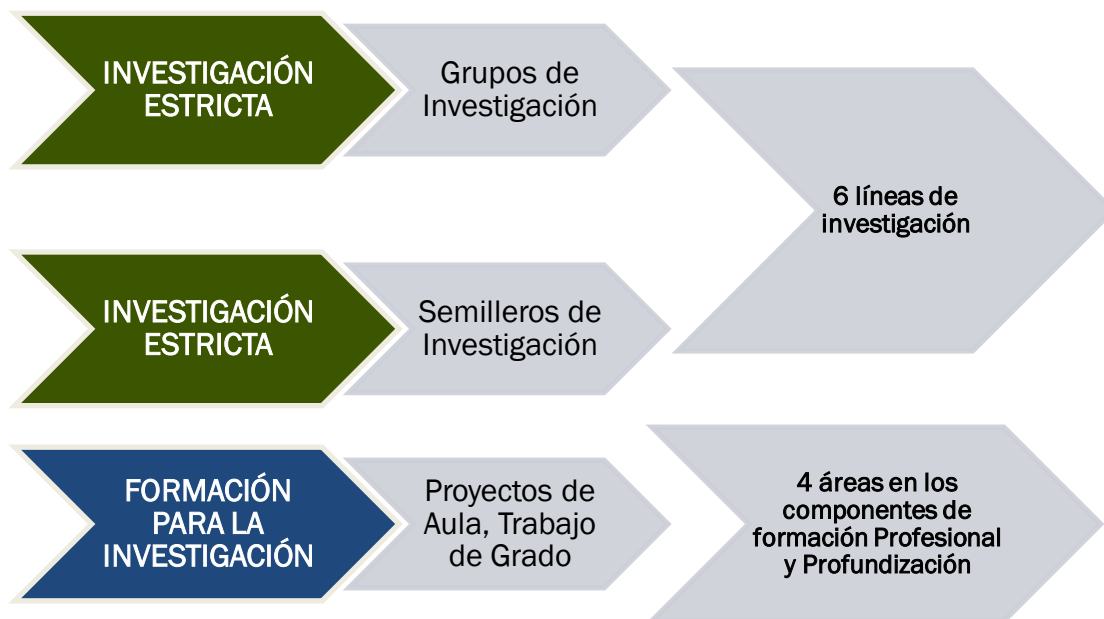 INVESTIGACIÓN
ESTRICTA
Grupos de
Investigación
6 líneas de
investigación
INVESTIGACIÓN
ESTRICTA
Semilleros de
Investigación
FORMACIÓN
PARA LA
INVESTIGACIÓN
Proyectos de
Aula, Trabajo
de Grado
4 áreas en los
componentes de
formación Profesional
y Profundización